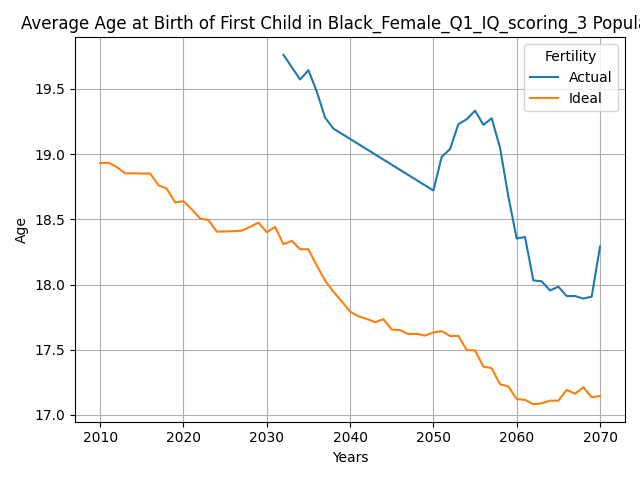 Average Age at Birth of First Child in Black_Female_Q1_IQ_scoring_3 Popula
Fertility
Actual
Ideal
19.5
19.0
18.5
18.0
17.5
17.0
Age
2010 2020 2030 2040 2050 2060 2070
Years